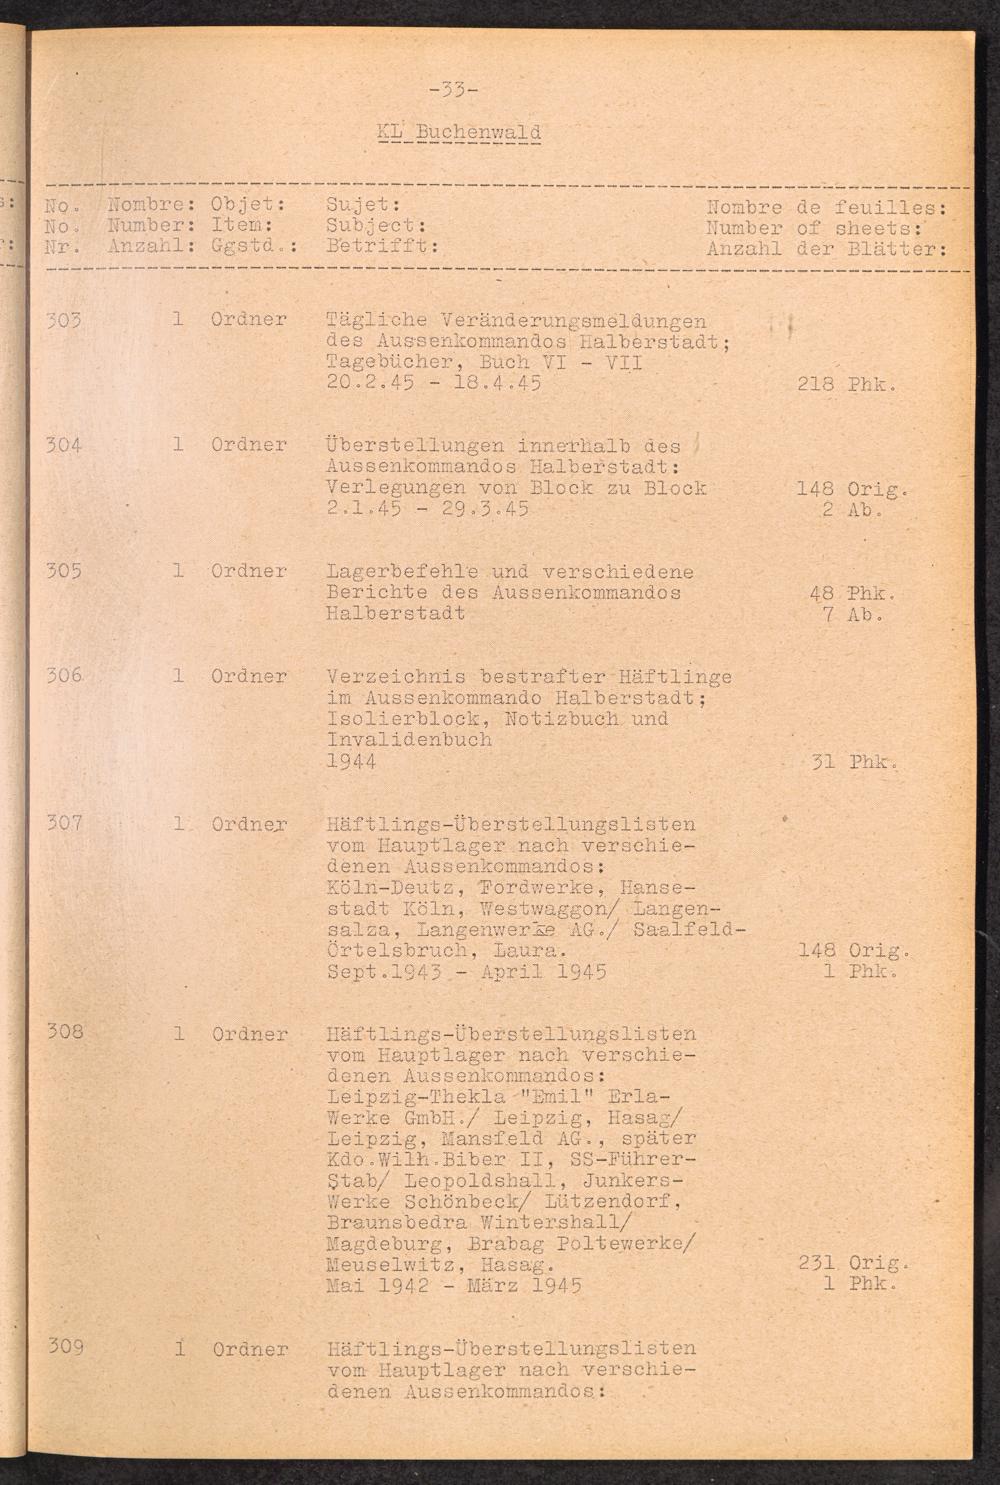 -33-
KL Buchenwald
No. Nombre: Objet: Sujet: Nombre de feuilles:
No. Number: Item: Subject: Number of sheets:
Nr. Anzahl: Ggstd.: Betrifft: Anzahl der Blätter:
303 1 Ordner Tägliche Veränderungsmeldungen
des Aussenkommandos Halberstadt;
Tagebücher, Buch VI - VII
20.2.45 - 18.4.45 218 Phk.
304 1 Ordner Überstellungen innerhalb des
Aussenkommandos Halberstadt:
Verlegungen von Block zu Block 148 Orig.
2.1.45 - 29.3.45 2 Ab.
305 1 Ordner Lagerbefehle und verschiedene
Berichte des Aussenkommandos 48 Phk.
Halberstadt 7 Ab.
306 1 Ordner Verzeichnis bestrafter Häftlinge
im Aussenkommando Halberstadt;
Isolierblock, Notizbuch und
Invalidenbuch
1944 31 Phk.
307 1 Ordner Häftlings-Überstellungslisten
vom Hauptlager nach verschie-
denen Aussenkommandos:
Köln-Deutz, Fordwerke, Hanse-
stadt Köln, Westwaggon/ Langen-
salza, Langenwerke AG./ Saalfeld-
Örtelsbruch, Laura. 148 Orig.
Sept.1943 - April 1945 1 Phk.
308 1 Ordner Häftlings-Überstellungslisten
vom Hauptlager nach verschie-
denen Aussenkommandos:
Leipzig-Thekla "Emil" Erla-
Werke GmbH./ Leipzig, Hasag/
Leipzig, Mansfeld AG., später
Kdo.Wilh.Biber II, SS-Führer-
Stab/ Leopoldshall, Junkers-
Werke Schönbeck/ Lützendorf,
Braunsbedra Wintershall/
Magdeburg, Brabag Poltewerke/
Meuselwitz, Hasag. 231 Orig.
Mai 1942 - März 1945 1 Phk.
309 1 Ordner Häftlings-Überstellungslisten
vom Hauptlager nach verschie-
denen Aussenkommandos: